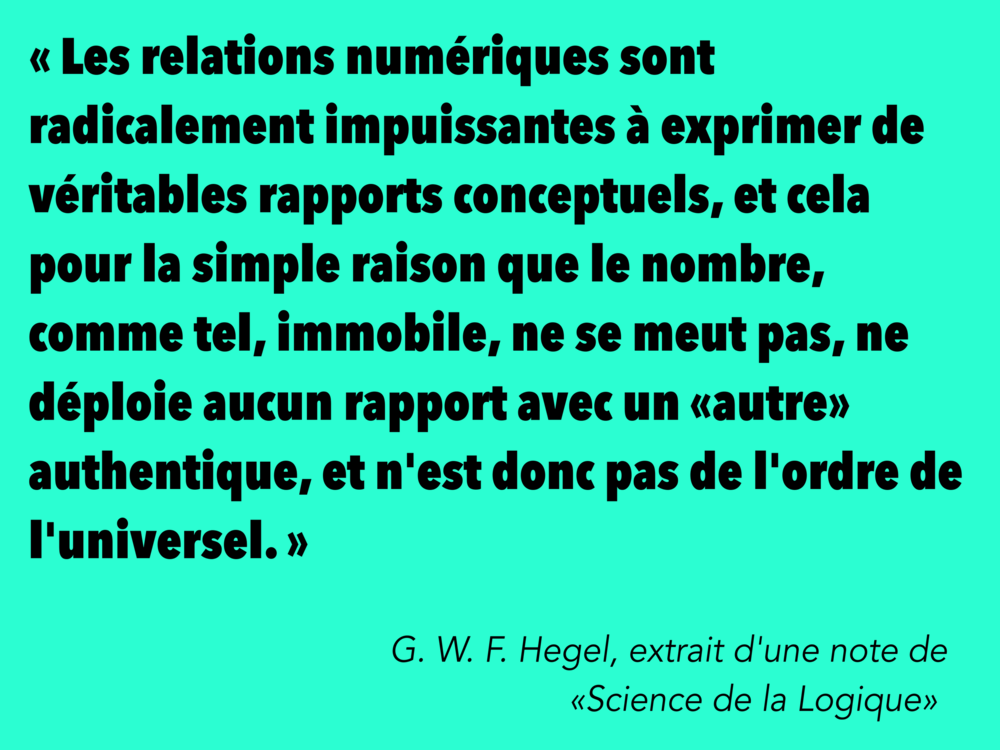 « Les relations numériques sont
radicalement impuissantes à exprimer de
véritables rapports conceptuels, et cela
pour la simple raison que le nombre,
comme tel, immobile, ne se meut pas, ne
déploie aucun rapport avec un «autre»
authentique, et n'est donc pas de l'ordre de
l'universel. »
G. W. F. Hegel, extrait d'une note de
«Science de la Logique»